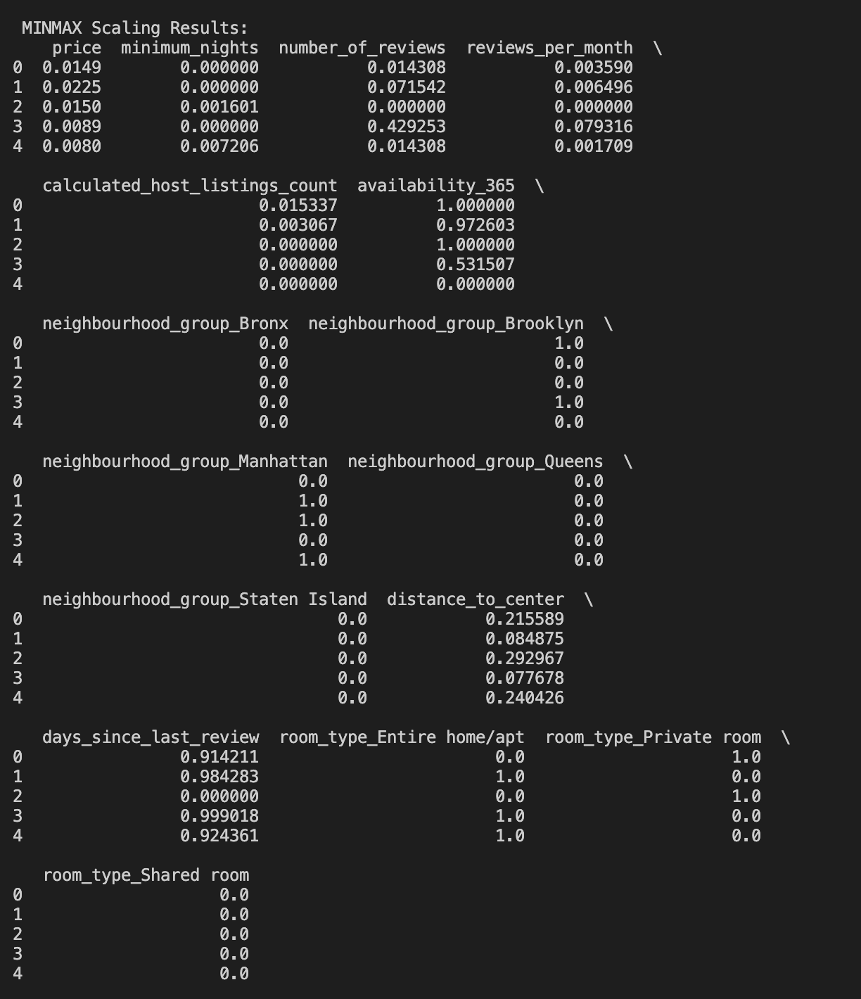 MINMAX Scaling Results:
price minimum_nights number_of_reviews reviews_per_month \
0 0.0149 0.000000 0.014308 0.003590
1 0.0225 0.000000 0.071542 0.006496
2 0.0150 0.001601 0.000000 0.000000
3 0.0089 0.000000 0.429253 0.079316
4 0.0080 0.007206 0.014308 0.001709
calculated_host_listings_count availability_365 \
0 0.015337 1.000000
1 0.003067 0.972603
2 0.000000 1.000000
3 0.000000 0.531507
4 0.000000 0.000000
neighbourhood_group_Bronx neighbourhood_group_Brooklyn \
0 0.0 1.0
1 0.0 0.0
2 0.0 0.0
3 0.0 1.0
4 0.0 0.0
neighbourhood_group_Manhattan neighbourhood_group_Queens \
0 0.0 0.0
1 1.0 0.0
2 1.0 0.0
3 0.0 0.0
4 1.0 0.0
neighbourhood_group_Staten Island distance_to_center \
0 0.0 0.215589
1 0.0 0.084875
2 0.0 0.292967
3 0.0 0.077678
4 0.0 0.240426
days_since_last_review room_type_Entire home/apt room_type_Private room \
0 0.914211 0.0 1.0
1 0.984283 1.0 0.0
2 0.000000 0.0 1.0
3 0.999018 1.0 0.0
4 0.924361 1.0 0.0
room_type_Shared room
0 0.0
1 0.0
2 0.0
3 0.0
4 0.0